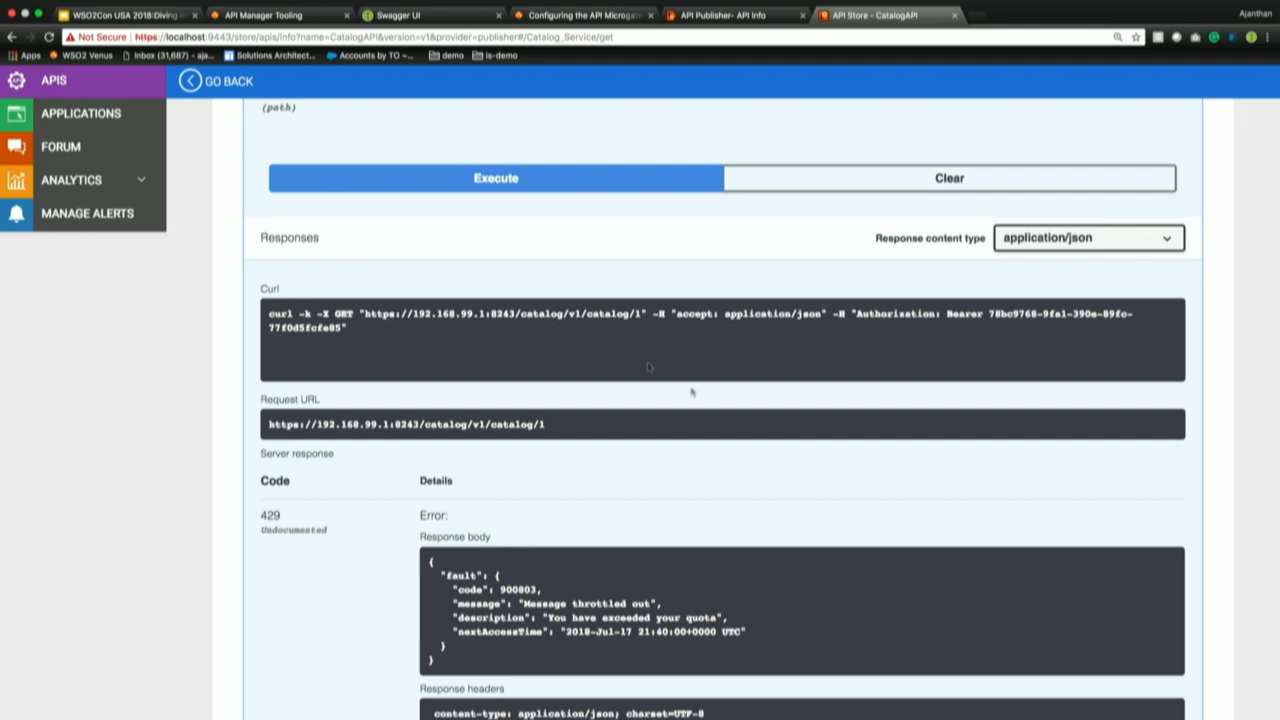 WSO2Con USA 2018:Diving
API Manager Tooling
Swagger UI
Configuring the API Microgate
API Publisher- API Info
API Store - CatalogAPI
Ajanthan
Not Secure
https://localhost:9443/store/apis/info?name=CatalogAPI&version=v1&provider=publisher#/Catalog_Service/get
Apps
WSO2 Venus
Inbox (31,687) - aja...
Solutions Architect...
Accounts by TO ~...
demo
is-demo
APIS
GO BACK
APPLICATIONS
FORUM
ANALYTICS
MANAGE ALERTS
(path)
Execute
Clear
Responses
Response content type
application/json
Curl
curl -k -X GET "https://192.168.99.1:8243/catalog/v1/catalog/1" -H "accept: application/json" -H "Authorization: Bearer 78bc9768-9fa1-390e-89fc-
77f0d5fcfe85"
Request URL
https://192.168.99.1:8243/catalog/v1/catalog/1
Server response
Code
Details
429
Undocumented
Error:
Response body
{
"fault": {
"code": 900803,
"message": "Message throttled out",
"description": "You have exceeded your quota",
"nextAccessTime": "2018-Jul-17 21:40:00+0000 UTC"
}
}
Response headers
content-type: application/json; charset=UTF-8